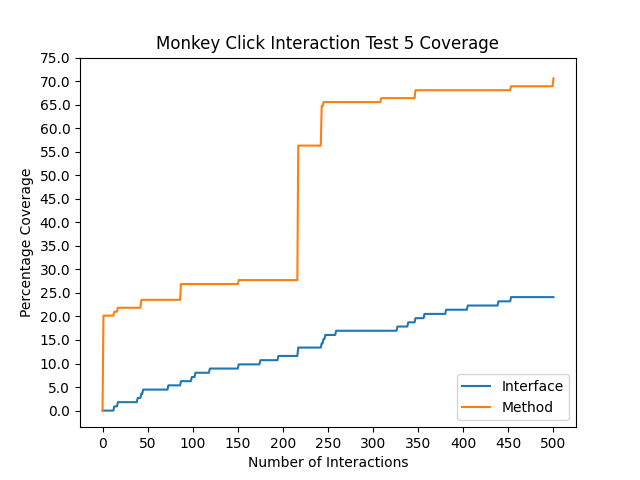 Monkey Click Interaction Test 5 Coverage
75.0
70.0
65.0
60.0
55.0
50.0
45.0
40.0
35.0
30.0
25.0
20.0
15.0
10.0
5.0
0.0
Percentage Coverage
Interface
Method
0 50 100 150 200 250 300 350 400 450 500
Number of Interactions